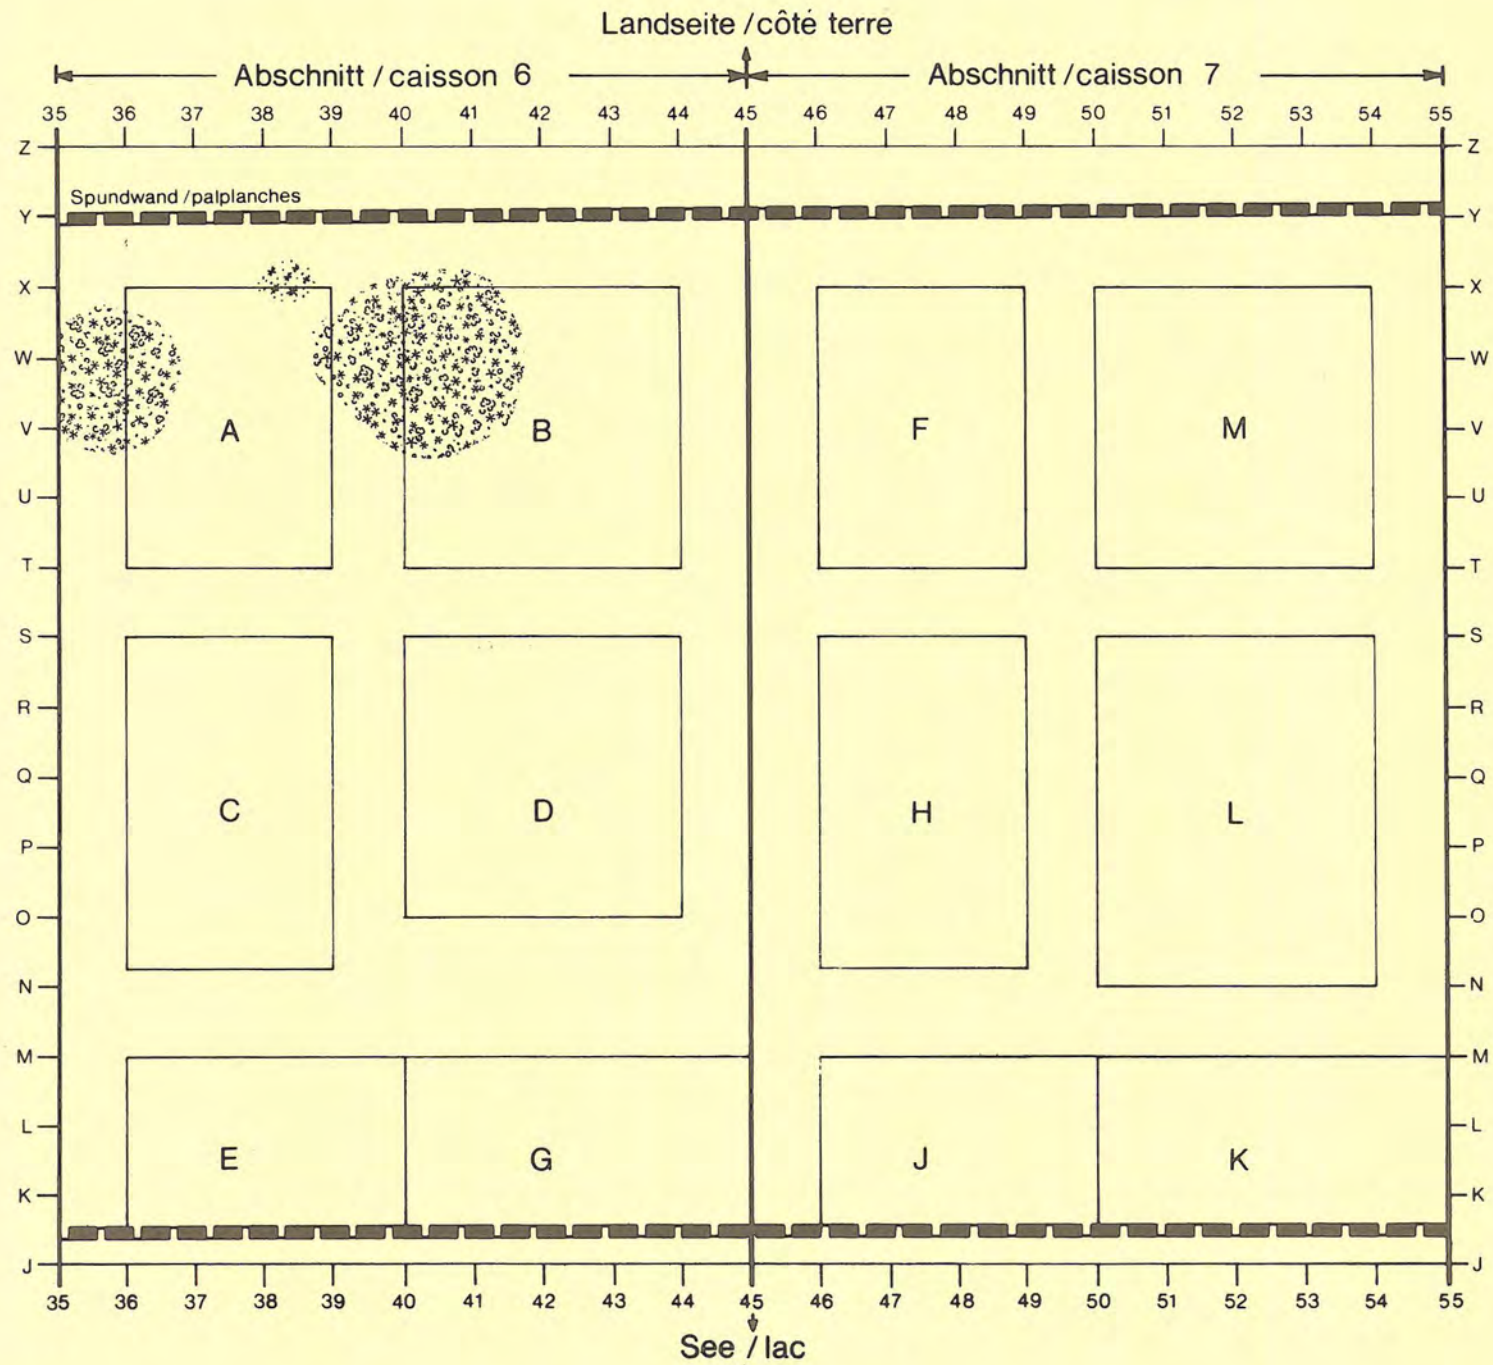 Landseite /côté terre
Abschnitt /caisson 6 Abschnitt /caisson 7
35 36 37 38 39 40 41 42 43 44 45 46 47 48 49 50 51 52 53 54 55
Z Z
Spundwand /palplanches
Y Y
X X
W W
V A B F M V
U U
T T
S S
R R
Q Q
C D H L
P P
O O
N N
M M
L L
E G J K
K K
J J
35 36 37 38 39 40 41 42 43 44 45 46 47 48 49 50 51 52 53 54 55
See / lac